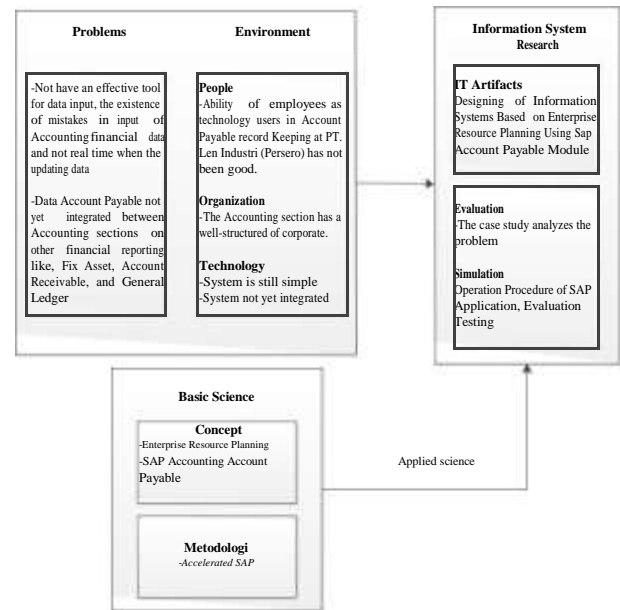 Problems
-Not have an effective tool
for data input, the existence
of mistakes in input of
Accounting financial data
and not real time when the
updating data
-Data Account Payable not
yet integrated between
Accounting sections on
other financial reporting
like, Fix Asset, Account
Receivable, and General
Ledger
Environment
People
-Ability of employees as
technology users in Account
Payable record Keeping at PT.
Len Industri (Persero) has not
been good.
Organization
-The Accounting section has a
well-structured of corporate.
Technology
-System is still simple
-System not yet integrated
Information System
Research
IT Artifacts
Designing of Information
Systems Based on Enterprise
Resource Planning Using Sap
Account Payable Module
Evaluation
-The case study analyzes the
problem
Simulation
Operation Procedure of SAP
Application, Evaluation
Testing
Basic Science
Concept
-Enterprise Resource Planning
-SAP Accounting Account
Payable
Metodologi
-Accelerated SAP
Applied science